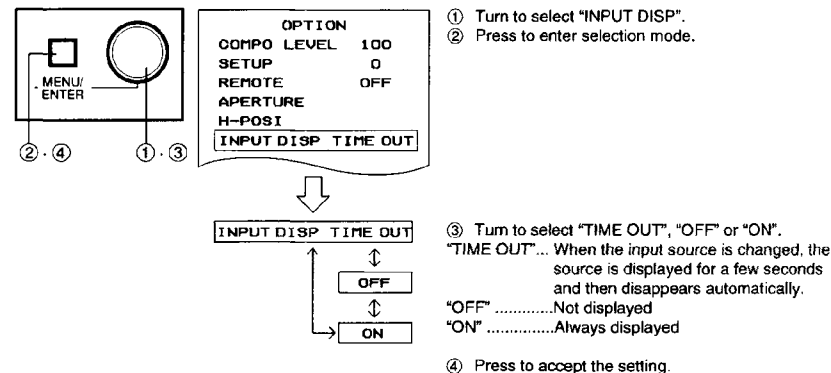 OPTION
COMPO LEVEL 100
SETUP 0
REMOTE OFF
APERTURE
H-POSI
INPUT DISP TIME OUT
MENU/
ENTER
② · ④
① · ③
① Turn to select “INPUT DISP”.
② Press to enter selection mode.
INPUT DISP TIME OUT
OFF
ON
③ Turn to select “TIME OUT”, “OFF” or “ON”.
“TIME OUT”... When the input source is changed, the
source is displayed for a few seconds
and then disappears automatically.
“OFF” .............Not displayed
“ON” ...............Always displayed
④ Press to accept the setting.